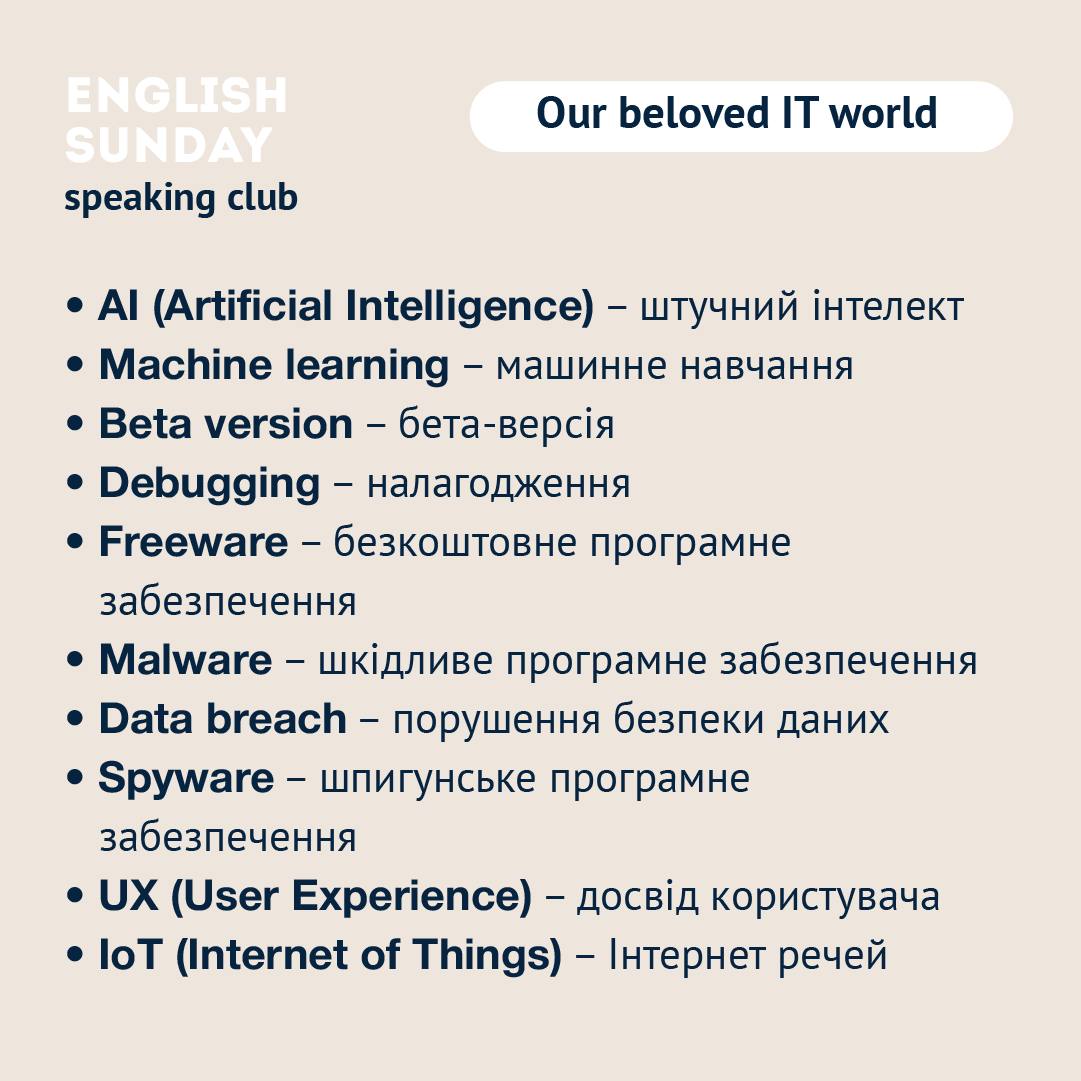 ENGLISH
SUNDAY
speaking club
Our beloved IT world
• AI (Artificial Intelligence) – штучний інтелект
• Machine learning – машинне навчання
• Beta version – бета-версія
• Debugging – налагодження
• Freeware – безкоштовне програмне
забезпечення
• Malware – шкідливе програмне забезпечення
• Data breach – порушення безпеки даних
• Spyware – шпигунське програмне
забезпечення
• UX (User Experience) – досвід користувача
• IoT (Internet of Things) – Інтернет речей